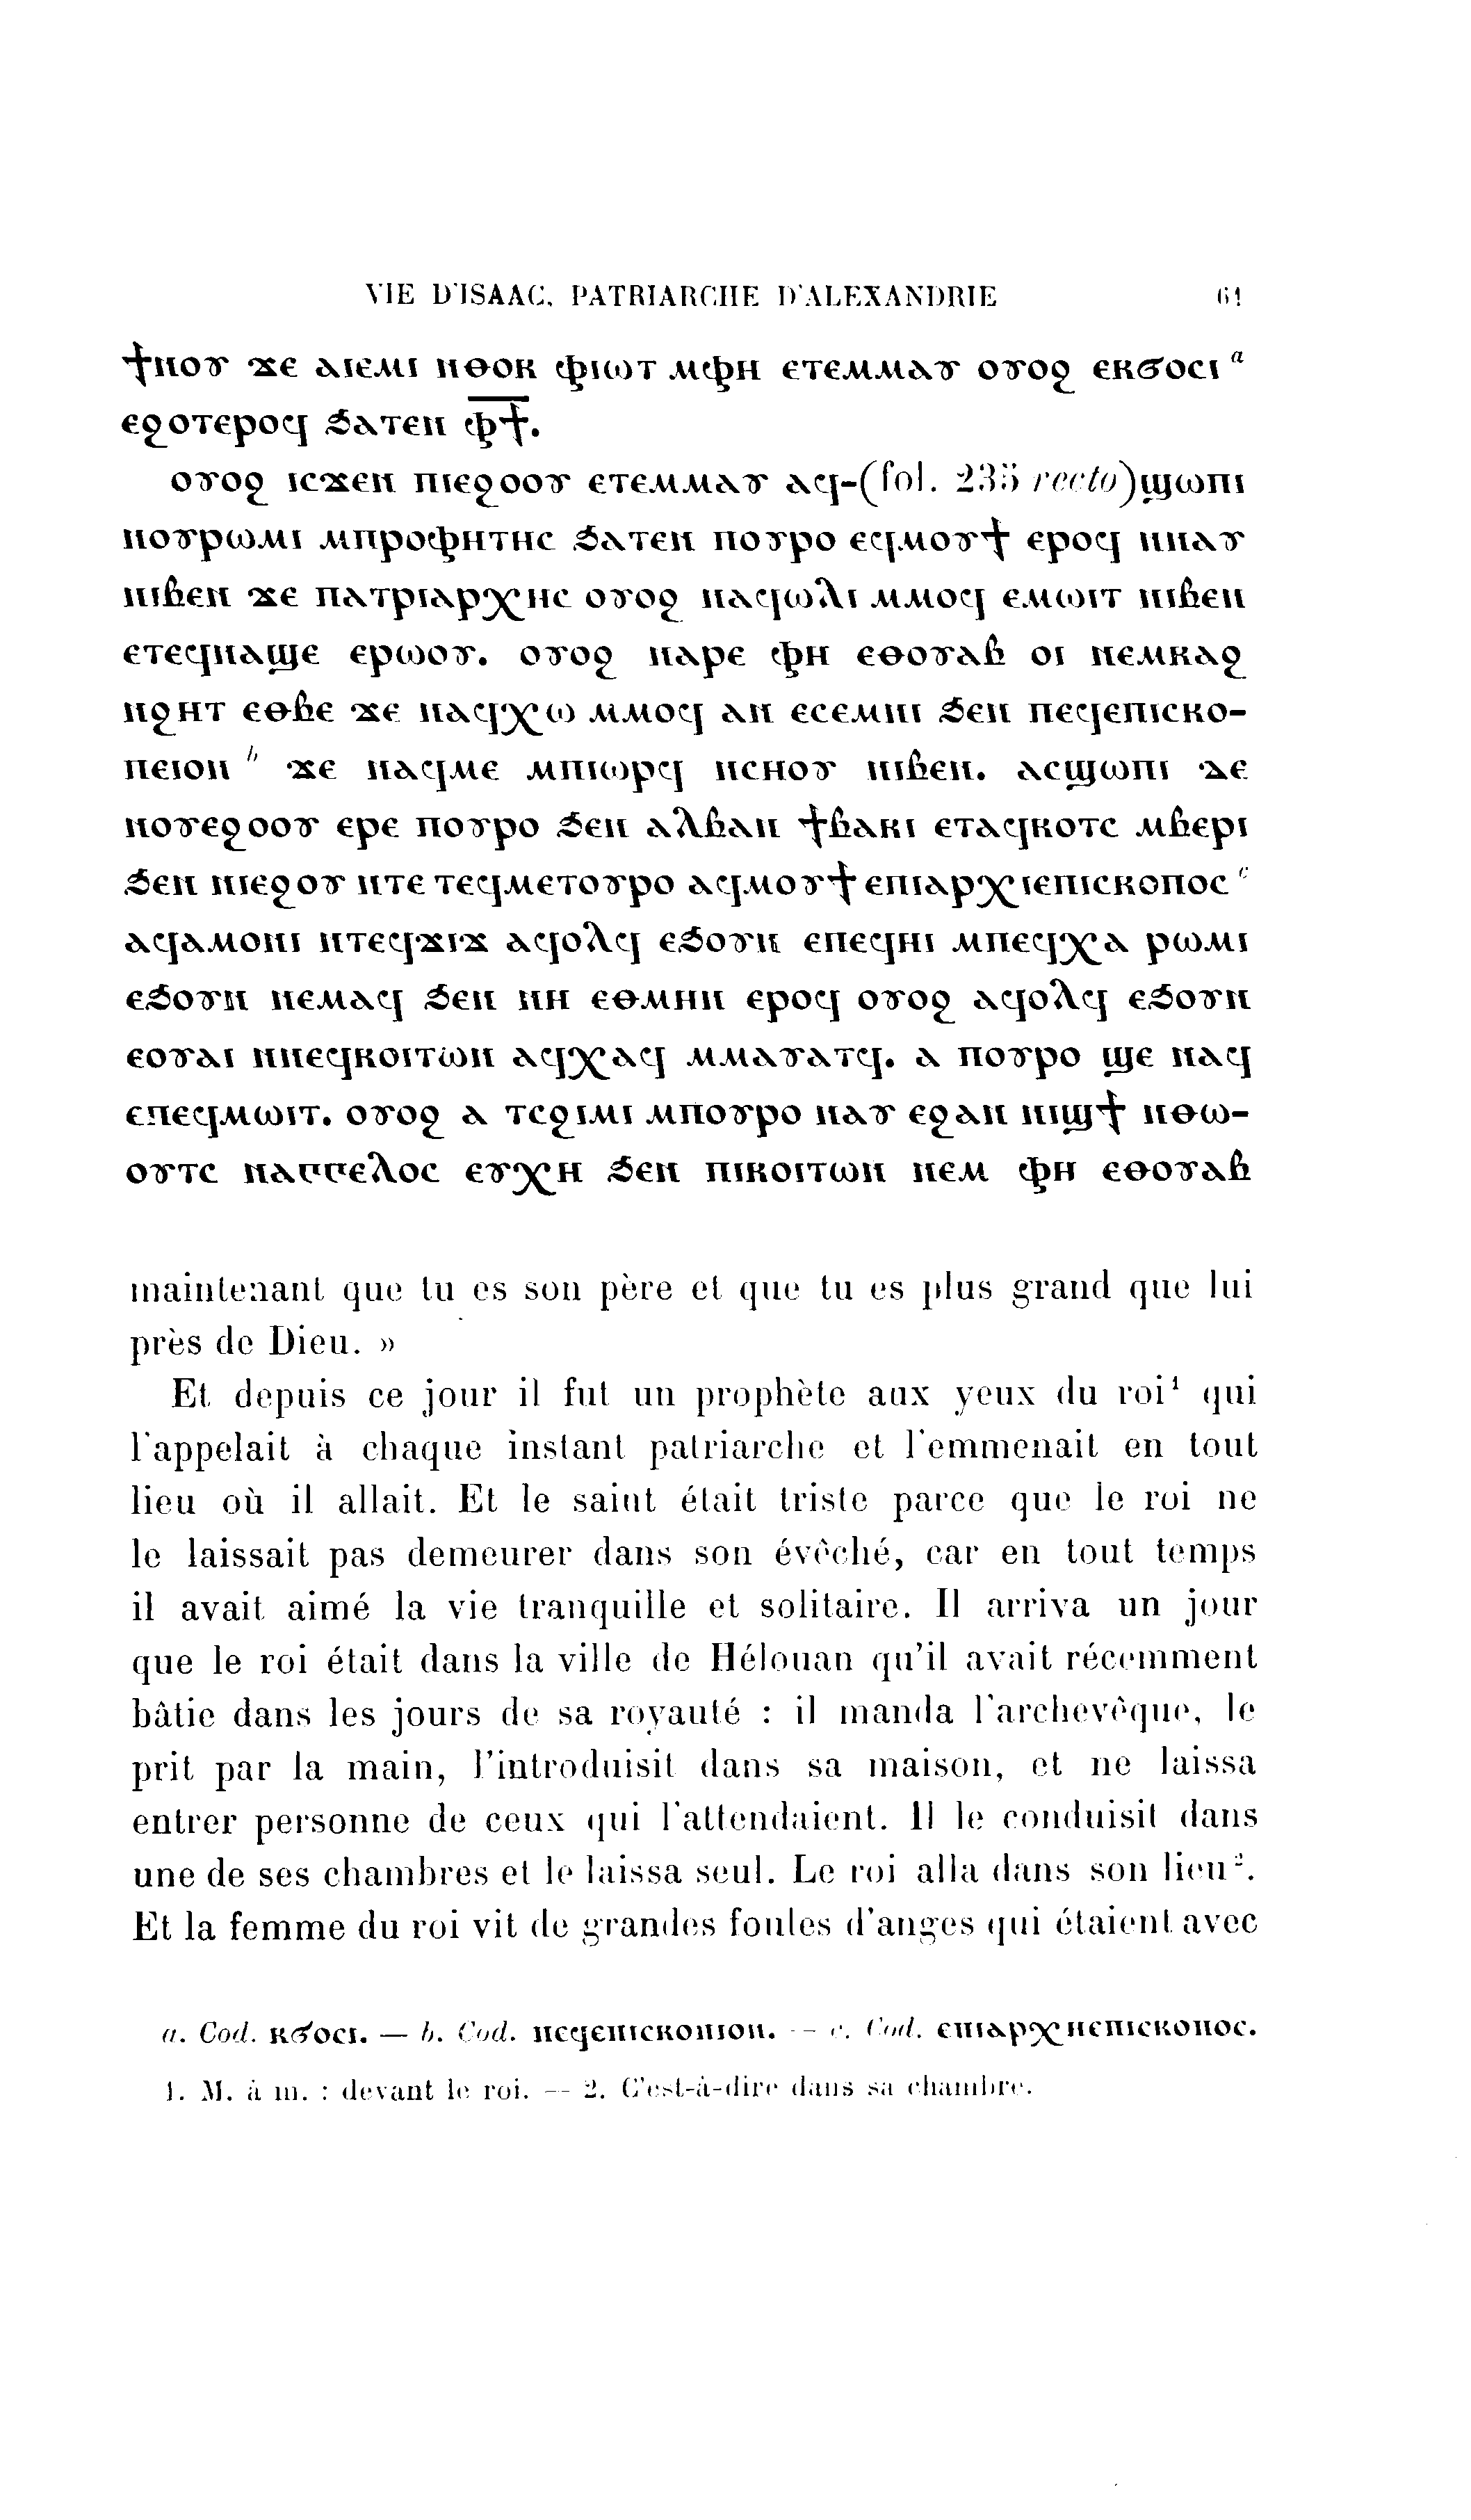 VIE D'ISAAC, PATRIARCHE D'ALEXANDRIE 61
ϯⲛⲟⲩ ϫⲉ ⲁⲓⲉⲙⲓ ⲛⲑⲟⲕ ⲫⲓⲱⲧ ⲙⲫⲏ ⲉⲧⲉⲙⲙⲁⲩ ⲟⲩⲟϩ ⲉⲕϭⲟⲥⲓ a
ⲉϩⲟⲧⲉⲣⲟϥ ϧⲁⲧⲉⲛ ⲫ̅ϯ̅.
ⲟⲩⲟϩ ⲓⲥϫⲉⲛ ⲡⲓⲉϩⲟⲟⲩ ⲉⲧⲉⲙⲙⲁⲩ ⲁϥ-(fol. 235 recto)ϣⲱⲡⲓ
ⲛⲟⲩⲣⲱⲙⲓ ⲙⲡⲣⲟⲫⲏⲧⲏⲥ ϧⲁⲧⲉⲛ ⲡⲟⲩⲣⲟ ⲉϥⲙⲟⲩϯ ⲉⲣⲟϥ ⲛⲛⲁⲩ
ⲛⲓⲃⲉⲛ ϫⲉ ⲡⲁⲧⲣⲓⲁⲣⲭⲏⲥ ⲟⲩⲟϩ ⲛⲁϥⲱⲗⲓ ⲙⲙⲟϥ ⲉⲙⲱⲓⲧ ⲛⲓⲃⲉⲛ
ⲉⲧⲉϥⲛⲁϣⲉ ⲉⲣⲱⲟⲩ. ⲟⲩⲟϩ ⲛⲁⲣⲉ ⲫⲏ ⲉⲑⲟⲩⲁⲃ ⲟⲓ ⲛⲉⲙⲕⲁϩ
ⲛϩⲏⲧ ⲉⲑⲃⲉ ϫⲉ ⲛⲁϥⲭⲱ ⲙⲙⲟϥ ⲁⲛ ⲉⲥⲉⲙⲛⲓ ϧⲉⲛ ⲡⲉϥⲉⲡⲓⲥⲕⲟ-
ⲡⲉⲓⲟⲛ b ϫⲉ ⲛⲁϥⲙⲉ ⲙⲡⲓⲱⲣϥ ⲛⲥⲏⲟⲩ ⲛⲓⲃⲉⲛ. ⲁⲥϣⲱⲡⲓ ⲇⲉ
ⲛⲟⲩⲉϩⲟⲟⲩ ⲉⲣⲉ ⲡⲟⲩⲣⲟ ϧⲉⲛ ⲁⲗⲃⲁⲛ ϯⲃⲁⲕⲓ ⲉⲧⲁϥⲕⲟⲧⲥ ⲙⲃⲉⲣⲓ
ϧⲉⲛ ⲛⲓⲉϩⲟⲩ ⲛⲧⲉ ⲧⲉϥⲙⲉⲧⲟⲩⲣⲟ ⲁϥⲙⲟⲩϯ ⲉⲡⲓⲁⲣⲭⲓⲉⲡⲓⲥⲕⲟⲡⲟⲥ c
ⲁϥⲁⲙⲟⲛⲓ ⲛⲧⲉϥϫⲓϫ ⲁϥⲟⲗϥ ⲉϧⲟⲩⲛ ⲉⲡⲉϥⲏⲓ ⲙⲡⲉϥⲭⲁ ⲣⲱⲙⲓ
ⲉϧⲟⲩⲛ ⲛⲉⲙⲁϥ ϧⲉⲛ ⲛⲏ ⲉⲑⲙⲏⲛ ⲉⲣⲟϥ ⲟⲩⲟϩ ⲁϥⲟⲗϥ ⲉϧⲟⲩⲛ
ⲉⲟⲩⲁⲓ ⲛⲛⲉϥⲕⲟⲓⲧⲱⲛ ⲁϥⲭⲁϥ ⲙⲙⲁⲩⲁⲧϥ. ⲁ ⲡⲟⲩⲣⲟ ϣⲉ ⲛⲁϥ
ⲉⲡⲉϥⲙⲱⲓⲧ. ⲟⲩⲟϩ ⲁ ⲧⲥϩⲓⲙⲓ ⲙⲡⲟⲩⲣⲟ ⲛⲁⲩ ⲉϩⲁⲛ ⲛⲓϣϯ ⲛⲑⲱ-
ⲟⲩⲧⲥ ⲛⲁⲅⲅⲉⲗⲟⲥ ⲉⲩⲭⲏ ϧⲉⲛ ⲡⲓⲕⲟⲓⲧⲱⲛ ⲛⲉⲙ ⲫⲏ ⲉⲑⲟⲩⲁⲃ
maintenant que tu es son père et que tu es plus grand que lui
près de Dieu. »
Et depuis ce jour il fut un prophète aux yeux du roi¹ qui
l'appelait à chaque instant patriarche et l'emmenait en tout
lieu où il allait. Et le saint était triste parce que le roi ne
le laissait pas demeurer dans son évêché, car en tout temps
il avait aimé la vie tranquille et solitaire. Il arriva un jour
que le roi était dans la ville de Hélouan qu'il avait récemment
bâtie dans les jours de sa royauté : il manda l'archevêque, le
prit par la main, l'introduisit dans sa maison, et ne laissa
entrer personne de ceux qui l'attendaient. Il le conduisit dans
une de ses chambres et le laissa seul. Le roi alla dans son lieu².
Et la femme du roi vit de grandes foules d'anges qui étaient avec
a. Cod. ⲕϭⲟⲥⲓ. — b. Cod. ⲡⲉϥⲉⲡⲓⲥⲕⲟⲡⲓⲟⲛ. — c. Cod. ⲉⲡⲓⲁⲣⲭⲏⲉⲡⲓⲥⲕⲟⲡⲟⲥ.
1. M. à m. : devant le roi. — 2. C'est-à-dire dans sa chambre.